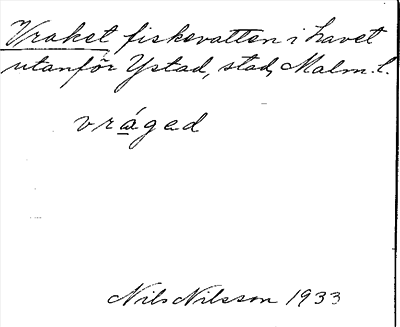 Vraket fiskevatten i havet
utanför Ystad, stad, Malm. l.
vråged
Nils Nilsson 1933